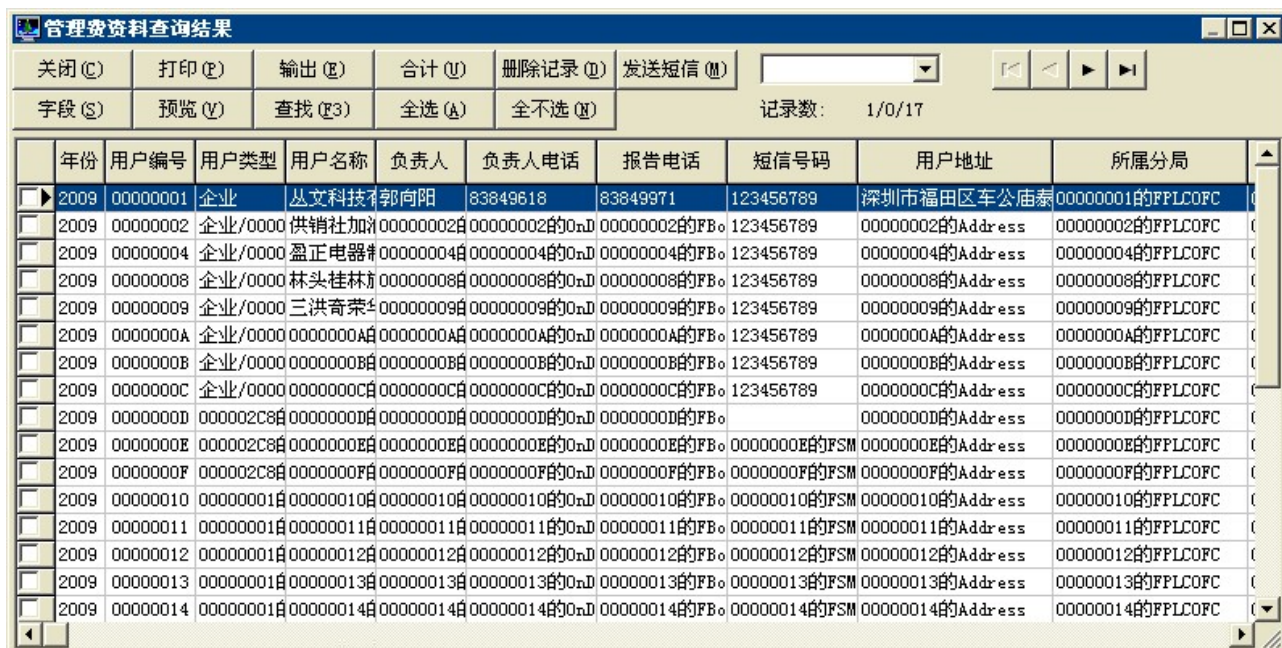 管理费资料查询结果
关闭(C) 打印(P) 输出(E) 合计(U) 删除记录(D) 发送短信(M)
字段(S) 预览(V) 查找(F3) 全选(A) 全不选(N) 记录数: 1/0/17
年份 用户编号 用户类型 用户名称 负责人 负责人电话 报告电话 短信号码 用户地址 所属分局
2009 00000001 企业 丛文科技 郭向阳 83849618 83849971 123456789 深圳市福田区车公庙泰 00000001的FPLCOFC
2009 00000002 企业/0000 供销社加油 00000002的 00000002的OnD 00000002的FBo 123456789 00000002的Address 00000002的FPLCOFC
2009 00000004 企业/0000 盈正电器制 00000004的 00000004的OnD 00000004的FBo 123456789 00000004的Address 00000004的FPLCOFC
2009 00000008 企业/0000 林头桂林 00000008的 00000008的OnD 00000008的FBo 123456789 00000008的Address 00000008的FPLCOFC
2009 00000009 企业/0000 三洪奇荣华 00000009的 00000009的OnD 00000009的FBo 123456789 00000009的Address 00000009的FPLCOFC
2009 0000000A 企业/0000 0000000A的 0000000A的 0000000A的OnD 0000000A的FBo 123456789 0000000A的Address 0000000A的FPLCOFC
2009 0000000B 企业/0000 0000000B的 0000000B的 0000000B的OnD 0000000B的FBo 123456789 0000000B的Address 0000000B的FPLCOFC
2009 0000000C 企业/0000 0000000C的 0000000C的 0000000C的OnD 0000000C的FBo 123456789 0000000C的Address 0000000C的FPLCOFC
2009 0000000D 000002C8的 0000000D的 0000000D的 0000000D的OnD 0000000D的FBo 0000000D的Address 0000000D的FPLCOFC
2009 0000000E 000002C8的 0000000E的 0000000E的 0000000E的OnD 0000000E的FBo 0000000E的FSM 0000000E的Address 0000000E的FPLCOFC
2009 0000000F 000002C8的 0000000F的 0000000F的 0000000F的OnD 0000000F的FBo 0000000F的FSM 0000000F的Address 0000000F的FPLCOFC
2009 00000010 00000001的 00000010的 00000010的 00000010的OnD 00000010的FBo 00000010的FSM 00000010的Address 00000010的FPLCOFC
2009 00000011 00000001的 00000011的 00000011的 00000011的OnD 00000011的FBo 00000011的FSM 00000011的Address 00000011的FPLCOFC
2009 00000012 00000001的 00000012的 00000012的 00000012的OnD 00000012的FBo 00000012的FSM 00000012的Address 00000012的FPLCOFC
2009 00000013 00000001的 00000013的 00000013的 00000013的OnD 00000013的FBo 00000013的FSM 00000013的Address 00000013的FPLCOFC
2009 00000014 00000001的 00000014的 00000014的 00000014的OnD 00000014的FBo 00000014的FSM 00000014的Address 00000014的FPLCOFC